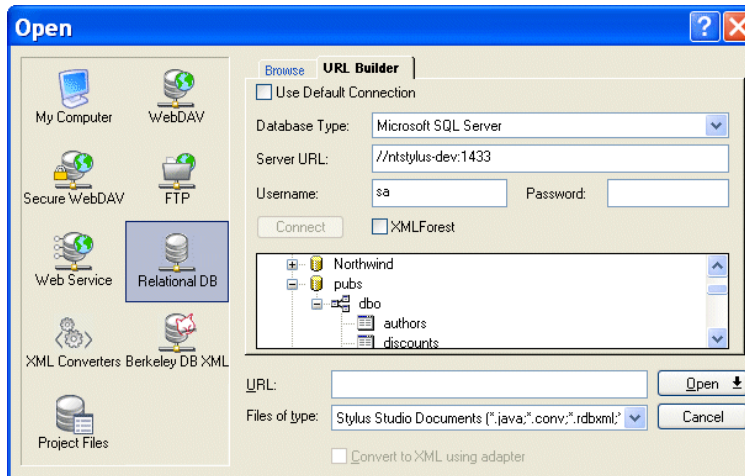 Open
My Computer
WebDAV
Secure WebDAV
FTP
Web Service
Relational DB
XML Converters
Berkeley DB XML
Project Files
Browse
URL Builder
Use Default Connection
Database Type: Microsoft SQL Server
Server URL: //ntstylus-dev:1433
Username: sa Password:
Connect XMLForest
Northwind
pubs
dbo
authors
discounts
URL: Open
Files of type: Stylus Studio Documents (*.java;*.conv;*.rdbxml;* Cancel
Convert to XML using adapter